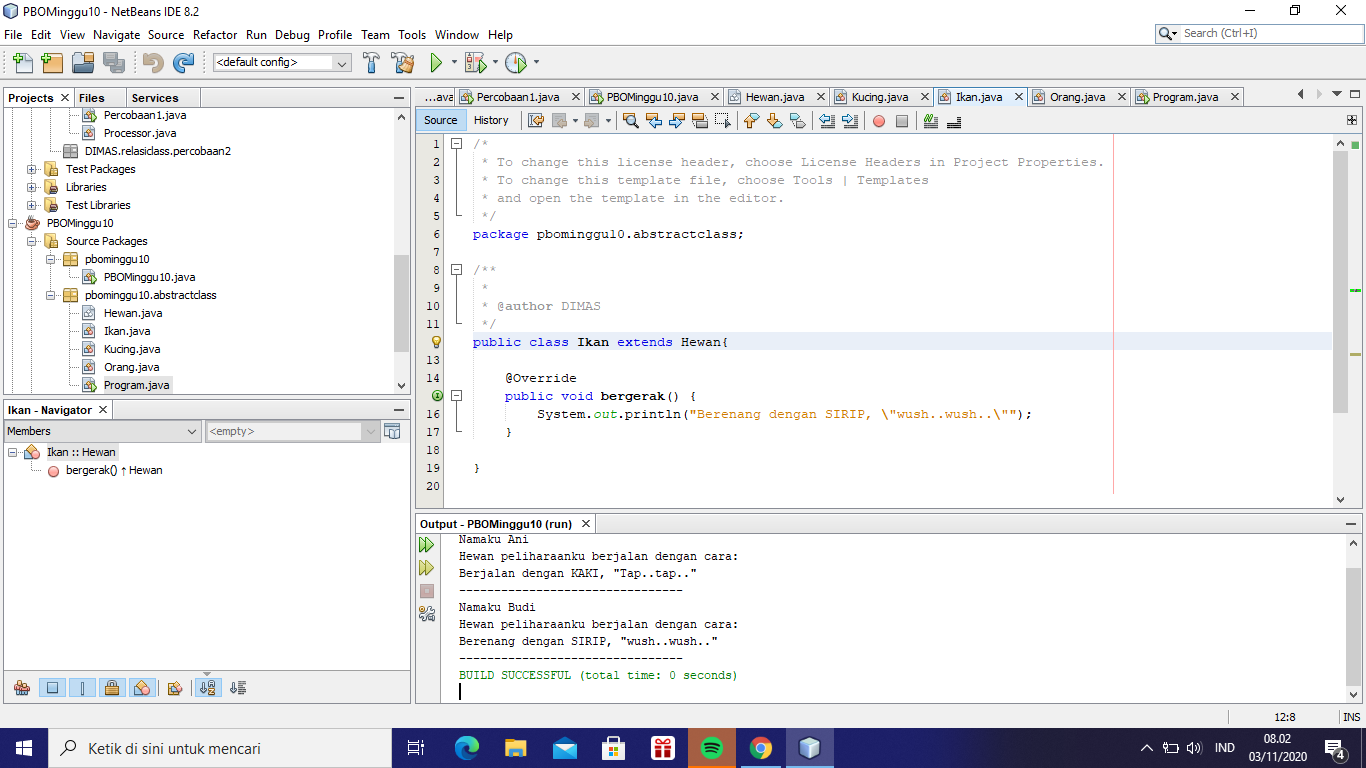 PBOMinggu10 - NetBeans IDE 8.2
File Edit View Navigate Source Refactor Run Debug Profile Team Tools Window Help
Search (Ctrl+I)
<default config>
Projects Files Services
Percobaan1.java
Processor.java
DIMAS.relasiclass.percobaan2
Test Packages
Libraries
Test Libraries
PBOMinggu10
Source Packages
pbominggu10
PBOMinggu10.java
pbominggu10.abstractclass
Hewan.java
Ikan.java
Kucing.java
Orang.java
Program.java
Ikan - Navigator
Members <empty>
Ikan :: Hewan
bergerak() ↑ Hewan
...ava Percobaan1.java PBOMinggu10.java Hewan.java Kucing.java Ikan.java Orang.java Program.java
Source History
1 /*
2 * To change this license header, choose License Headers in Project Properties.
3 * To change this template file, choose Tools | Templates
4 * and open the template in the editor.
5 */
6 package pbominggu10.abstractclass;
7
8 /**
9 *
10 * @author DIMAS
11 */
public class Ikan extends Hewan{
13
14 @Override
public void bergerak() {
16 System.out.println("Berenang dengan SIRIP, \"wush..wush..\"");
17 }
18
19 }
20
Output - PBOMinggu10 (run)
Namaku Ani
Hewan peliharaanku berjalan dengan cara:
Berjalan dengan KAKI, "Tap..tap.."
--------------------------------
Namaku Budi
Hewan peliharaanku berjalan dengan cara:
Berenang dengan SIRIP, "wush..wush.."
--------------------------------
BUILD SUCCESSFUL (total time: 0 seconds)
12:8 INS
Ketik di sini untuk mencari
IND
08.02
03/11/2020
4